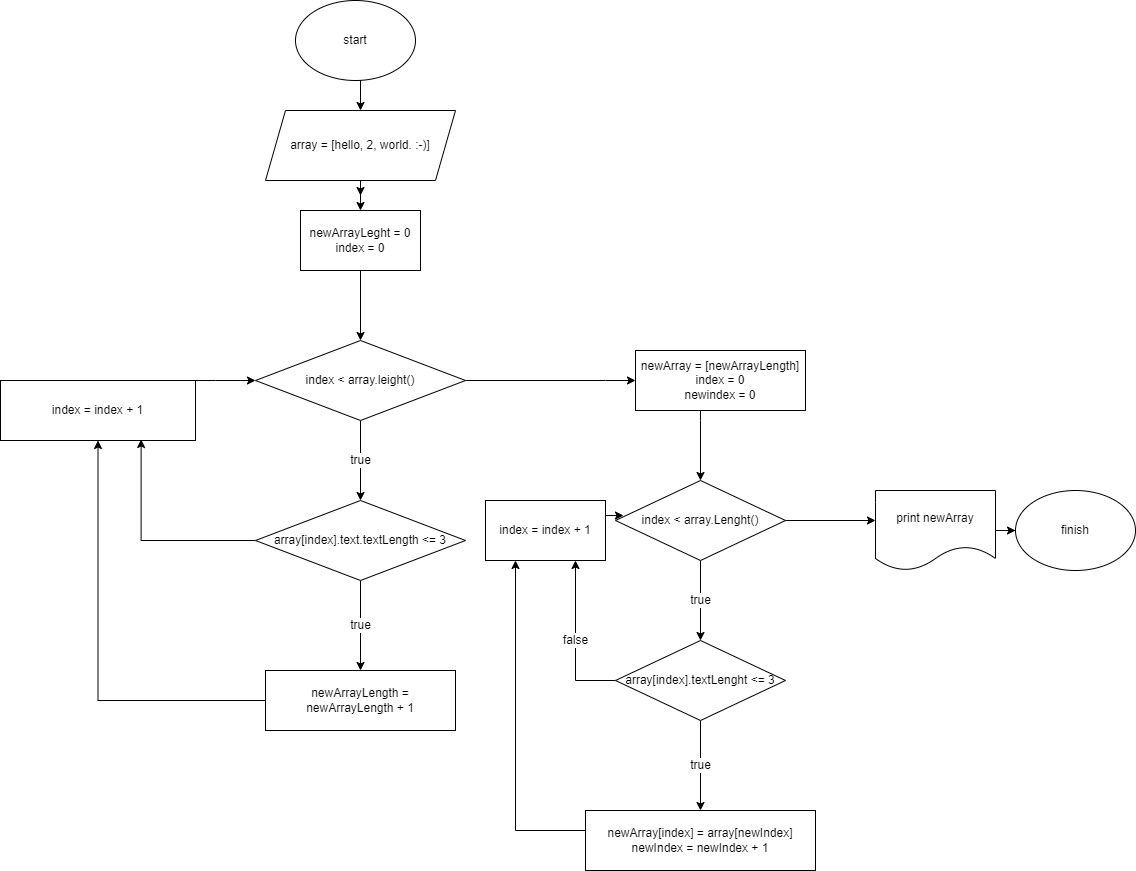 start
array = [hello, 2, world. :-)]
newArrayLeght = 0
index = 0
index < array.leight()
index = index + 1
true
array[index].text.textLength <= 3
true
newArrayLength =
newArrayLength + 1
newArray = [newArrayLength]
index = 0
newindex = 0
index < array.Lenght()
index = index + 1
print newArray
finish
true
false
array[index].textLenght <= 3
true
newArray[index] = array[newIndex]
newIndex = newIndex + 1